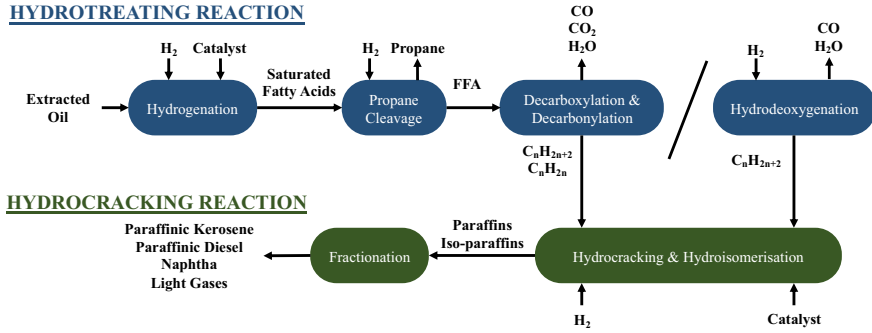 HYDROTREATING REACTION
H₂
Catalyst
Extracted
Oil
Hydrogenation
Saturated
Fatty Acids
H₂
Propane
Propane
Cleavage
FFA
CO
CO₂
H₂O
Decarboxylation &
Decarbonylation
H₂
CO
H₂O
Hydrodeoxygenation
CₙH₂ₙ₊₂
CₙH₂ₙ
CₙH₂ₙ₊₂
HYDROCRACKING REACTION
Paraffinic Kerosene
Paraffinic Diesel
Naphtha
Light Gases
Fractionation
Paraffins
Iso-paraffins
Hydrocracking & Hydroisomerisation
H₂
Catalyst